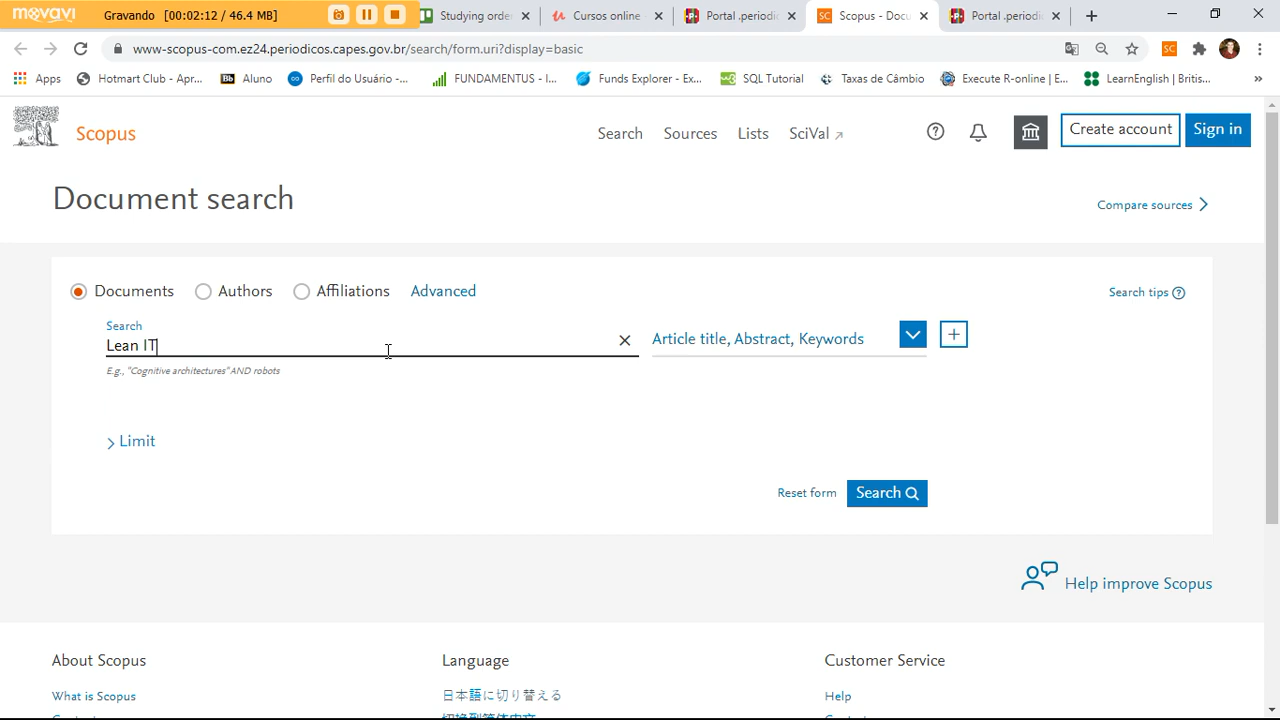 movavi Gravando [00:02:12 / 46.4 MB] Studying orde Cursos online Portal .periodic Scopus - Docu Portal .periodic
www-scopus-com.ez24.periodicos.capes.gov.br/search/form.uri?display=basic
Apps Hotmart Club - Apr... Bb Aluno Perfil do Usuário -... FUNDAMENTUS - I... Funds Explorer - Ex... SQL Tutorial Taxas de Câmbio Execute R-online | E... LearnEnglish | Britis... »
Scopus Search Sources Lists SciVal Create account Sign in
Document search
Compare sources
Documents Authors Affiliations Advanced Search tips
Search
Lean IT Article title, Abstract, Keywords
E.g., "Cognitive architectures" AND robots
Limit
Reset form Search
Help improve Scopus
About Scopus Language Customer Service
What is Scopus 日本語に切り替える Help